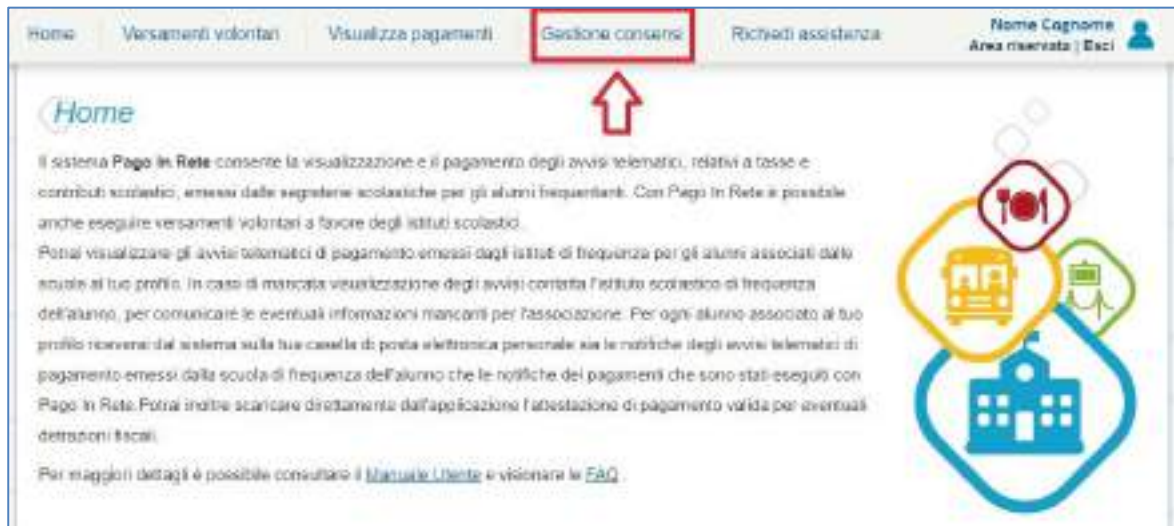 Home Versamenti volontari Visualizza pagamenti Gestione consensi Richiedi assistenza Nome Cognome
Area riservata | Esci
Home
Il sistema Pago In Rete consente la visualizzazione e il pagamento degli avvisi telematici, relativi a tasse e
contributi scolastici, emessi dalle segreterie scolastiche per gli alunni frequentanti. Con Pago In Rete è possibile
anche eseguire versamenti volontari a favore degli istituti scolastici.
Potrai visualizzare gli avvisi telematici di pagamento emessi dagli istituti di frequenza per gli alunni associati dalle
scuole al tuo profilo. In caso di mancata visualizzazione degli avvisi contatta l'istituto scolastico di frequenza
dell'alunno, per comunicare le eventuali informazioni mancanti per l'associazione. Per ogni alunno associato al tuo
profilo riceverai dal sistema sulla tua casella di posta elettronica personale sia le notifiche degli avvisi telematici di
pagamento emessi dalla scuola di frequenza dell'alunno che le notifiche dei pagamenti che sono stati eseguiti con
Pago In Rete.Potrai inoltre scaricare direttamente dall'applicazione l'attestazione di pagamento valida per eventuali
detrazioni fiscali.
Per maggiori dettagli è possibile consultare il Manuale Utente e visionare le FAQ .